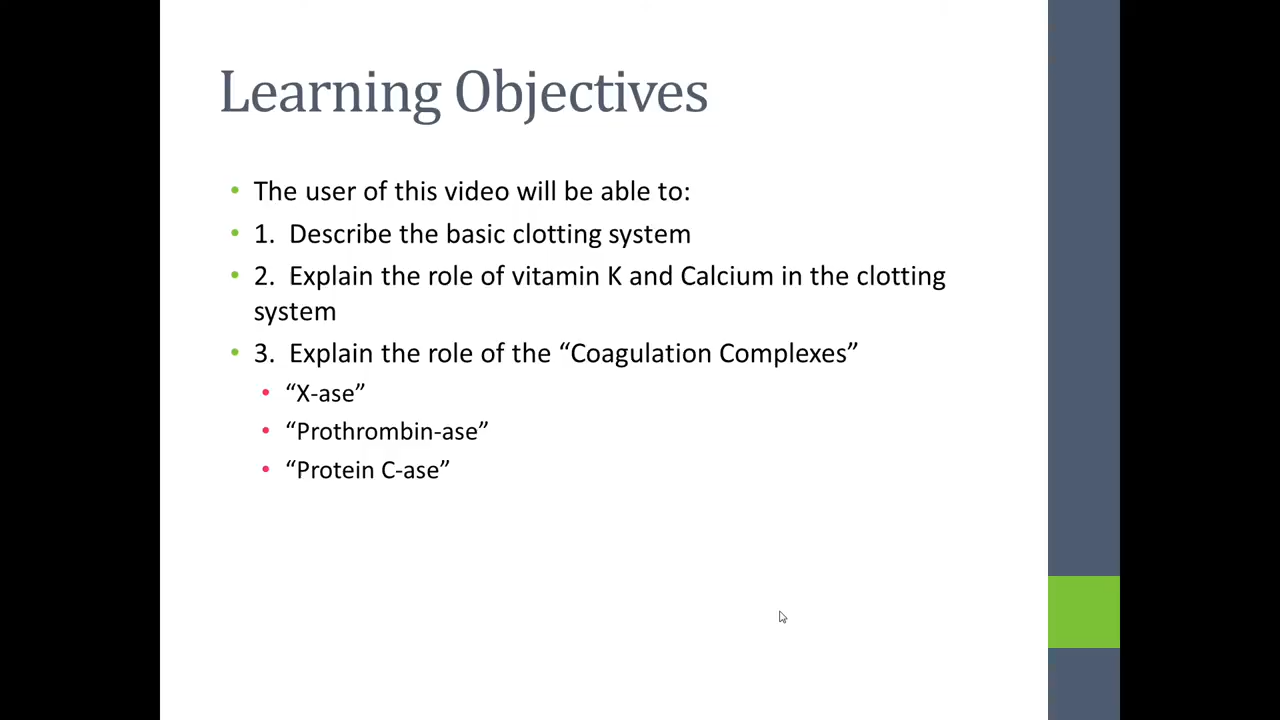 Learning Objectives
• The user of this video will be able to:
• 1. Describe the basic clotting system
• 2. Explain the role of vitamin K and Calcium in the clotting
system
• 3. Explain the role of the “Coagulation Complexes”
• “X-ase”
• “Prothrombin-ase”
• “Protein C-ase”